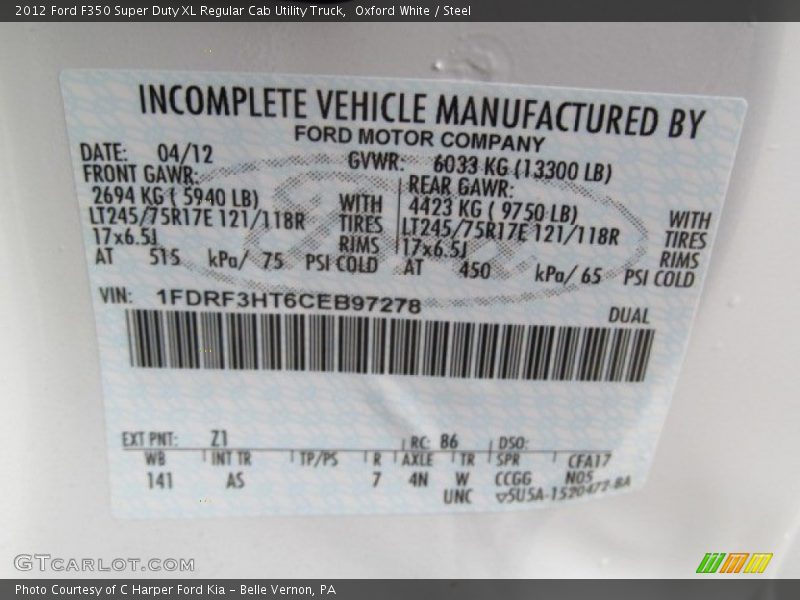 2012 Ford F350 Super Duty XL Regular Cab Utility Truck, Oxford White / Steel
INCOMPLETE VEHICLE MANUFACTURED BY
FORD MOTOR COMPANY
DATE: 04/12 GVWR: 6033 KG (13300 LB)
FRONT GAWR: REAR GAWR:
2694 KG ( 5940 LB) WITH 4423 KG ( 9750 LB) WITH
LT245/75R17E 121/118R TIRES LT245/75R17E 121/118R TIRES
17x6.5J RIMS 17x6.5J RIMS
AT 515 kPa/ 75 PSI COLD AT 450 kPa/ 65 PSI COLD
VIN: 1FDRF3HT6CEB97278 DUAL
EXT PNT: Z1 RC: 86 DSO:
WB INT TR TP/PS R AXLE TR SPR CFA17
141 AS 7 4N W CCGG N05
UNC ▽5U5A-1520472-BA
GTCARLOT.COM
Photo Courtesy of C Harper Ford Kia – Belle Vernon, PA